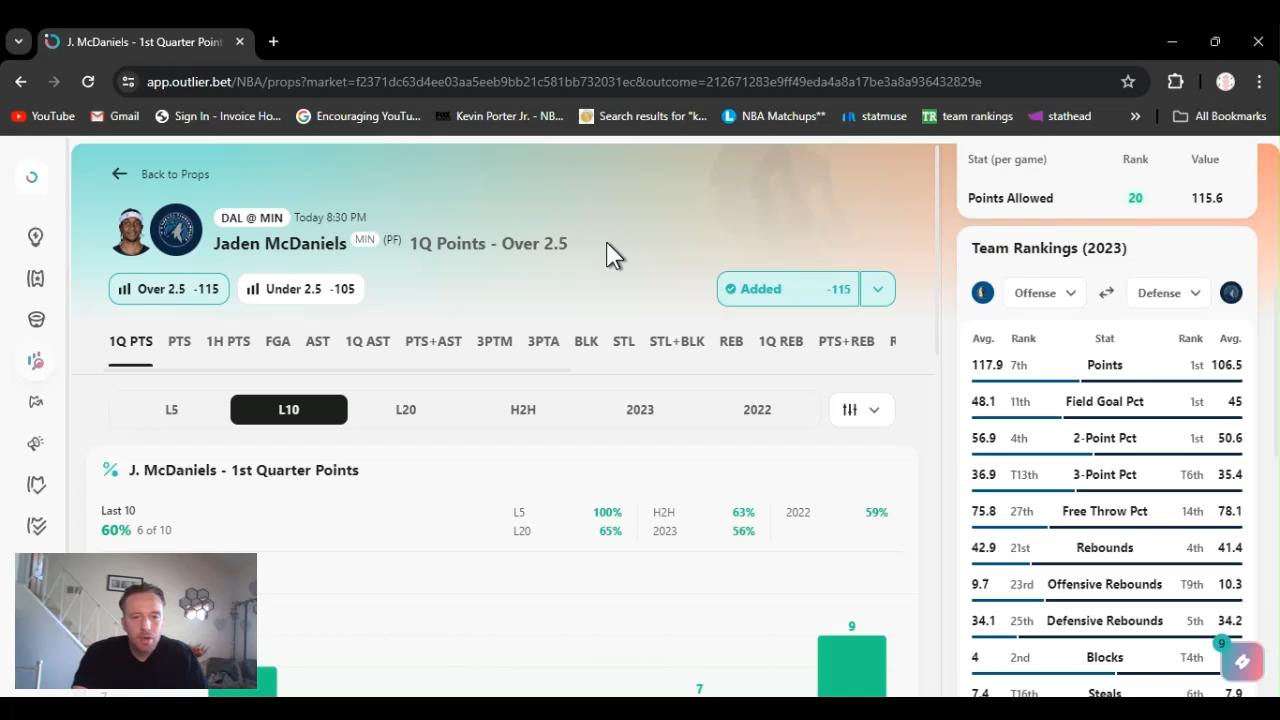 J. McDaniels - 1st Quarter Point
app.outlier.bet/NBA/props?market=f2371dc63d4ee03aa5eeb9bb21c581bb732031ec&outcome=212671283e9ff49eda4a8a17be3a8a936432829e
YouTube Gmail Sign In - Invoice Ho... Encouraging YouTu... Kevin Porter Jr. - NB... Search results for "k... NBA Matchups** statmuse TR team rankings stathead » All Bookmarks
Back to Props
DAL @ MIN Today 8:30 PM
Jaden McDaniels MIN (PF) 1Q Points - Over 2.5
Over 2.5 -115 Under 2.5 -105 Added -115
1Q PTS PTS 1H PTS FGA AST 1Q AST PTS+AST 3PTM 3PTA BLK STL STL+BLK REB 1Q REB PTS+REB R
L5 L10 L20 H2H 2023 2022
J. McDaniels - 1st Quarter Points
Last 10
60% 6 of 10
L5 100% H2H 63% 2022 59%
L20 65% 2023 56%
9
7
Stat (per game) Rank Value
Points Allowed 20 115.6
Team Rankings (2023)
Offense Defense
Avg. Rank Stat Rank Avg.
117.9 7th Points 1st 106.5
48.1 11th Field Goal Pct 1st 45
56.9 4th 2-Point Pct 1st 50.6
36.9 T13th 3-Point Pct T6th 35.4
75.8 27th Free Throw Pct 14th 78.1
42.9 21st Rebounds 4th 41.4
9.7 23rd Offensive Rebounds T9th 10.3
34.1 25th Defensive Rebounds 5th 34.2
9
4 2nd Blocks T4th
7.4 T16th Steals 6th 7.9